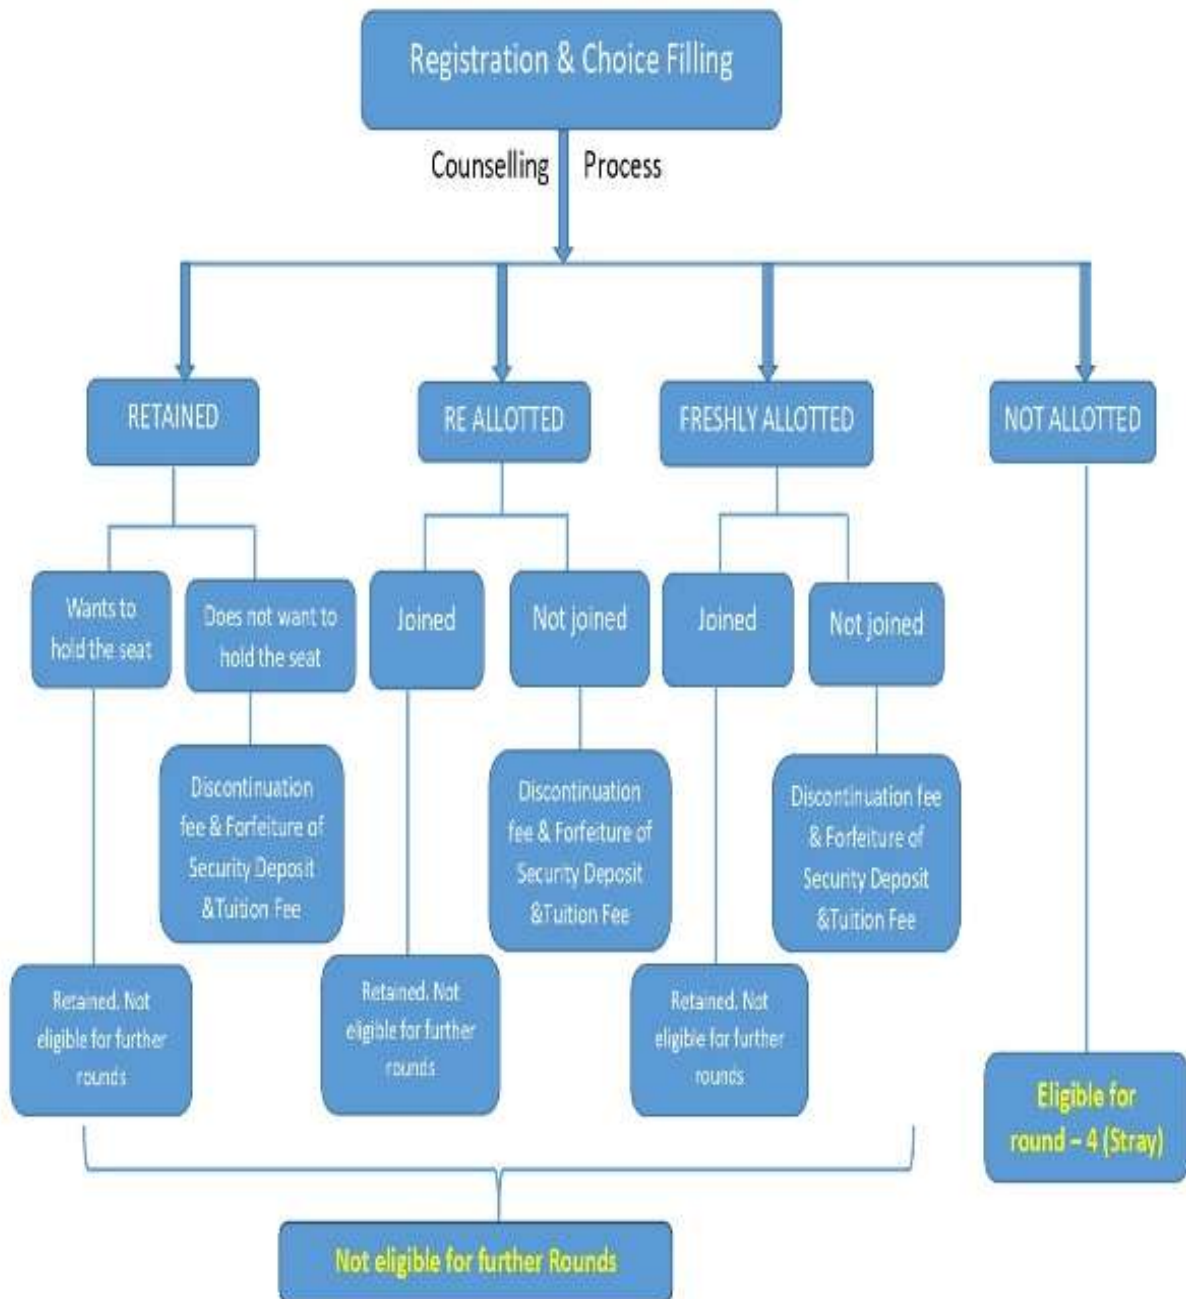 Registration & Choice Filling
Counselling Process
RETAINED
RE ALLOTTED
FRESHLY ALLOTTED
NOT ALLOTTED
Wants to
hold the seat
Does not want to
hold the seat
Joined
Not joined
Joined
Not joined
Discontinuation
fee & Forfeiture of
Security Deposit
&Tuition Fee
Discontinuation
fee & Forfeiture of
Security Deposit
&Tuition Fee
Discontinuation fee
& Forfeiture of
Security Deposit
&Tuition Fee
Retained. Not
eligible for further
rounds
Retained. Not
eligible for further
rounds
Retained. Not
eligible for further
rounds
Eligible for
round – 4 (Stray)
Not eligible for further Rounds